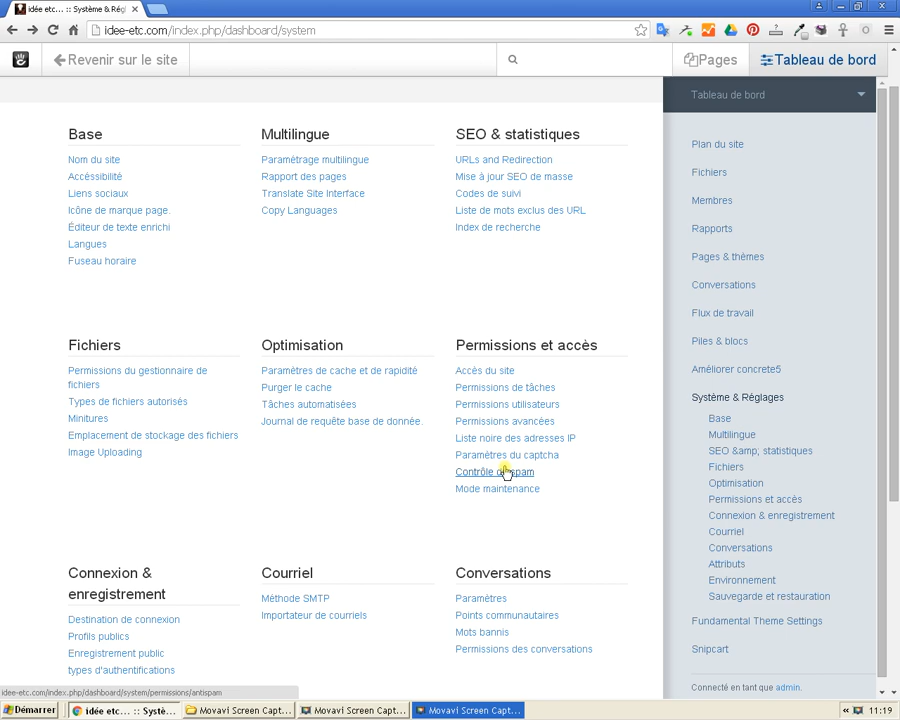 idée etc... :: Système & Régl
idee-etc.com/index.php/dashboard/system
Revenir sur le site
Pages
Tableau de bord
Tableau de bord
Base
Nom du site
Accéssibilité
Liens sociaux
Icône de marque page.
Éditeur de texte enrichi
Langues
Fuseau horaire
Multilingue
Paramétrage multilingue
Rapport des pages
Translate Site Interface
Copy Languages
SEO & statistiques
URLs and Redirection
Mise à jour SEO de masse
Codes de suivi
Liste de mots exclus des URL
Index de recherche
Fichiers
Permissions du gestionnaire de
fichiers
Types de fichiers autorisés
Minitures
Emplacement de stockage des fichiers
Image Uploading
Optimisation
Paramètres de cache et de rapidité
Purger le cache
Tâches automatisées
Journal de requête base de donnée.
Permissions et accès
Accès du site
Permissions de tâches
Permissions utilisateurs
Permissions avancées
Liste noire des adresses IP
Paramètres du captcha
Contrôle spam
Mode maintenance
Connexion &
enregistrement
Destination de connexion
Profils publics
Enregistrement public
types d'authentifications
Courriel
Méthode SMTP
Importateur de courriels
Conversations
Paramètres
Points communautaires
Mots bannis
Permissions des conversations
Plan du site
Fichiers
Membres
Rapports
Pages & thèmes
Conversations
Flux de travail
Piles & blocs
Améliorer concrete5
Système & Réglages
Base
Multilingue
SEO &amp; statistiques
Fichiers
Optimisation
Permissions et accès
Connexion & enregistrement
Courriel
Conversations
Attributs
Environnement
Sauvegarde et restauration
Fundamental Theme Settings
Snipcart
Connecté en tant que admin.
idee-etc.com/index.php/dashboard/system/permissions/antispam
Démarrer
idée etc... :: Systè...
Movavi Screen Capt...
Movavi Screen Capt...
Movavi Screen Capt...
11:19